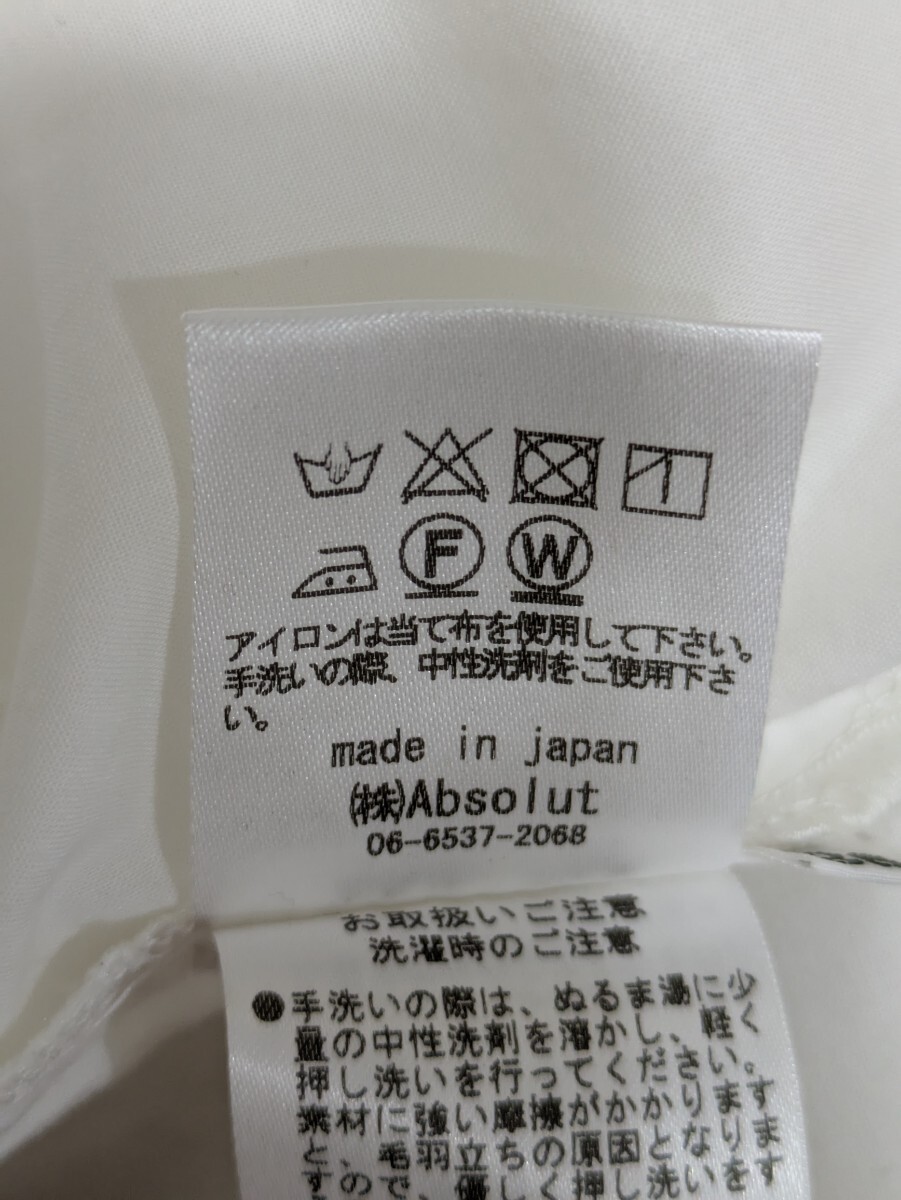 F W
アイロンは当て布を使用して下さい。
手洗いの際、中性洗剤をご使用下さ
い。
made in japan
㈱Absolut
06-6537-2068
お取扱いご注意
洗濯時のご注意
●手洗いの際は、ぬるま湯に少
量の中性洗剤を溶かし、軽く
押し洗いを行ってください。
素材に強い摩擦がかかります
と、毛羽立ちの原因となります
すので、優しく押し洗いを